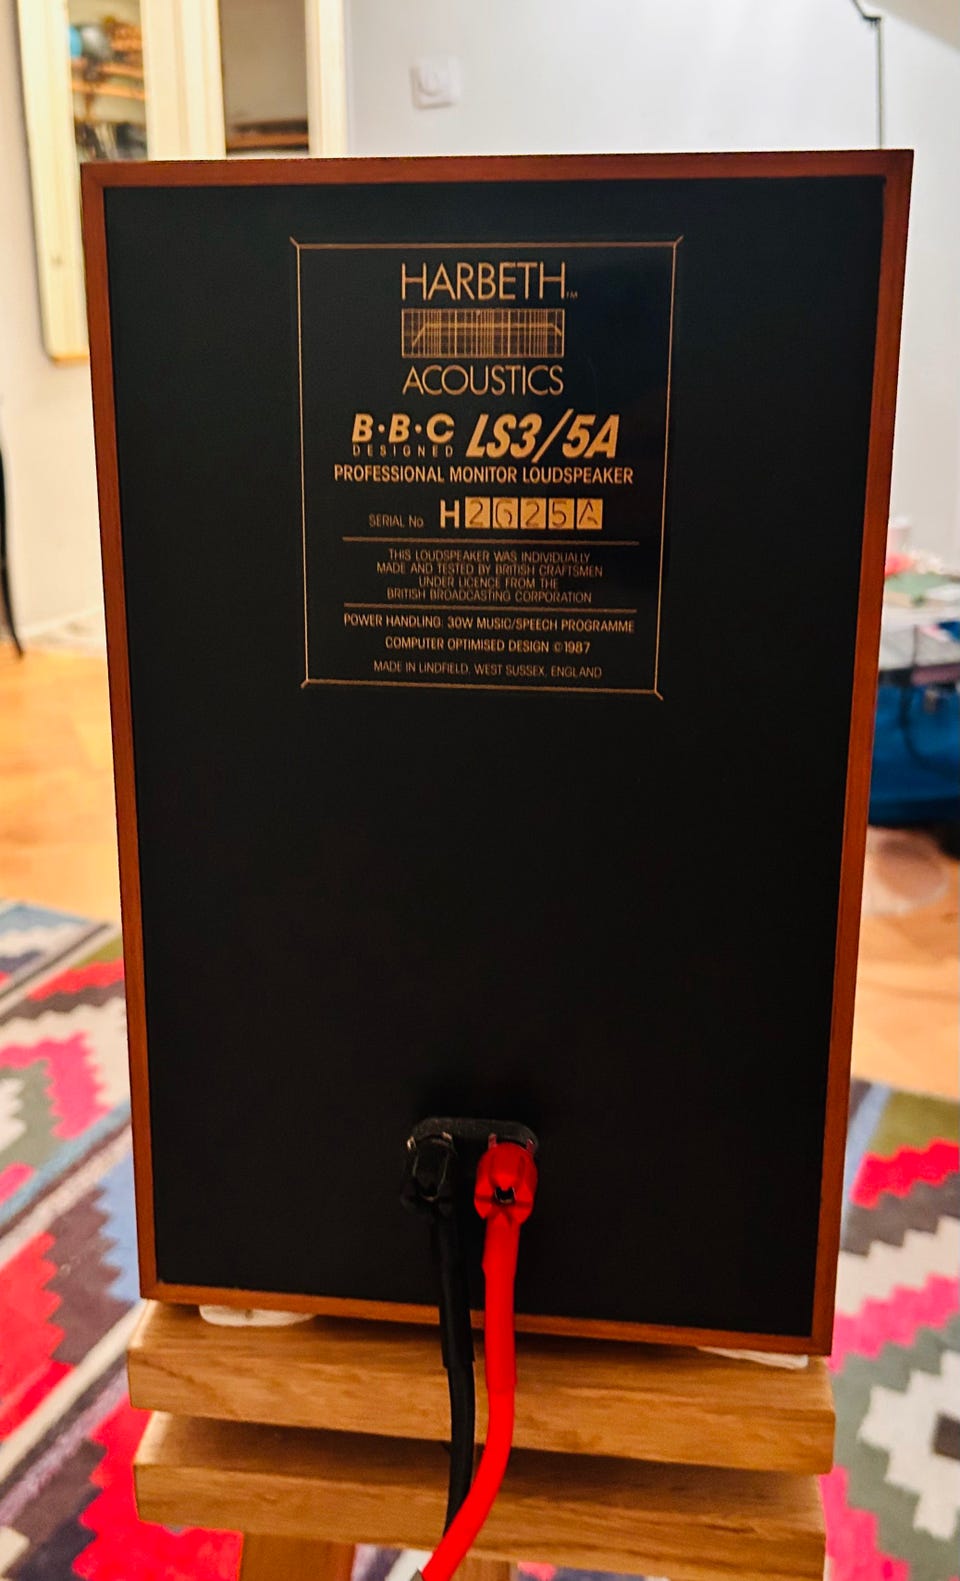 HARBETH™
ACOUSTICS
B·B·C LS3/5A
DESIGNED
PROFESSIONAL MONITOR LOUDSPEAKER
SERIAL No H2625A
THIS LOUDSPEAKER WAS INDIVIDUALLY
MADE AND TESTED BY BRITISH CRAFTSMEN
UNDER LICENCE FROM THE
BRITISH BROADCASTING CORPORATION
POWER HANDLING: 30W MUSIC/SPEECH PROGRAMME
COMPUTER OPTIMISED DESIGN ©1987
MADE IN LINDFIELD, WEST SUSSEX, ENGLAND